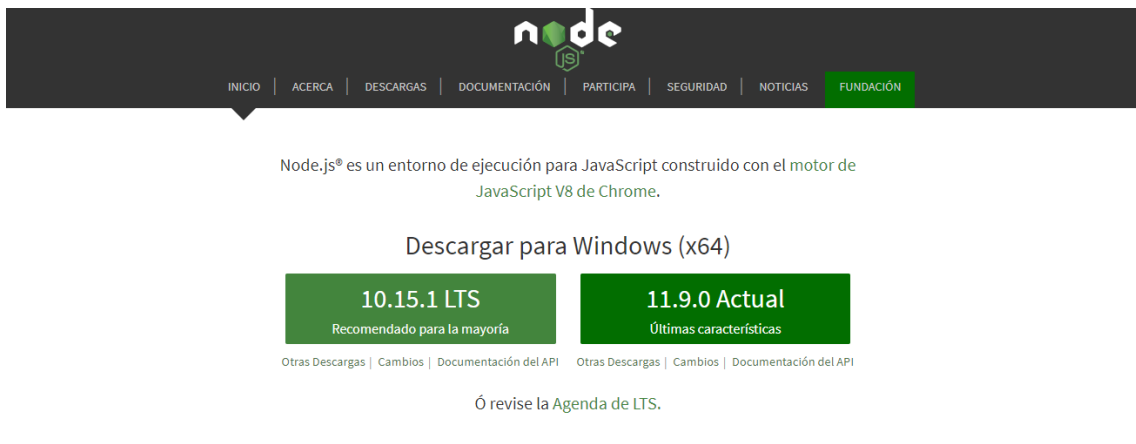 node
JS
INICIO | ACERCA | DESCARGAS | DOCUMENTACIÓN | PARTICIPA | SEGURIDAD | NOTICIAS FUNDACIÓN
Node.js® es un entorno de ejecución para JavaScript construido con el motor de
JavaScript V8 de Chrome.
Descargar para Windows (x64)
10.15.1 LTS
Recomendado para la mayoría
11.9.0 Actual
Últimas características
Otras Descargas | Cambios | Documentación del API
Otras Descargas | Cambios | Documentación del API
Ó revise la Agenda de LTS.